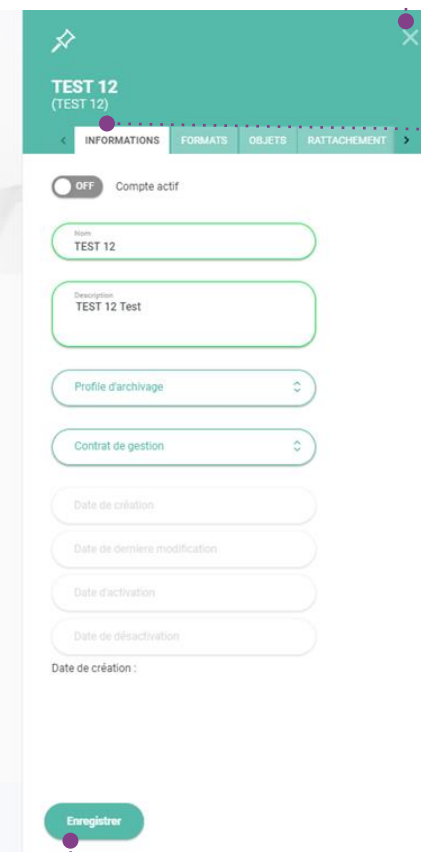 TEST 12
(TEST 12)
INFORMATIONS FORMATS OBJETS RATTACHEMENT
OFF Compte actif
Nom
TEST 12
Description
TEST 12 Test
Profile d'archivage
Contrat de gestion
Date de création
Date de derniere modification
Date d'activation
Date de désactivation
Date de création :
Enregistrer